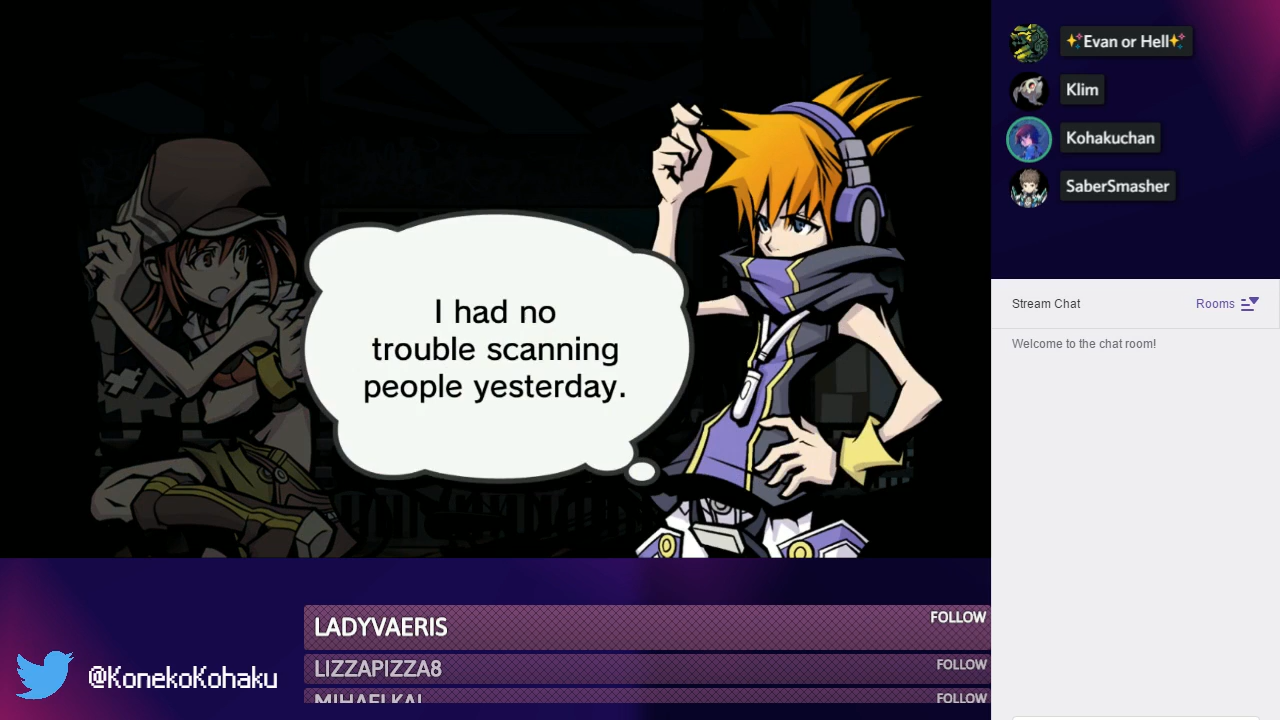 I had no
trouble scanning
people yesterday.
✨Evan or Hell✨
Klim
Kohakuchan
SaberSmasher
Stream Chat
Rooms
Welcome to the chat room!
@KonekoKohaku
LADYVAERIS
FOLLOW
LIZZAPIZZA8
FOLLOW
FOLLOW